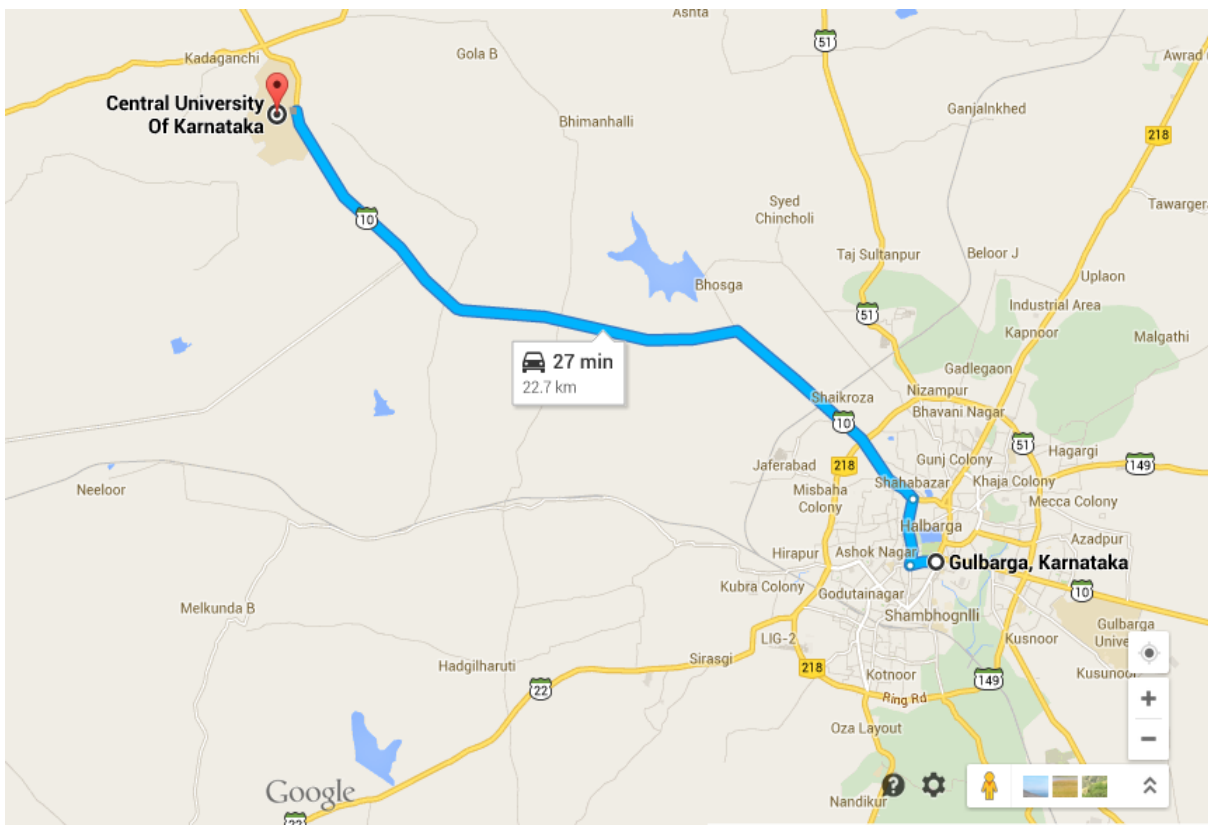 Ashta
51
Kadaganchi
Gola B
Awrad
Central University
Of Karnataka
Ganjalnkhed
Bhimanhalli
218
Syed
Chincholi
Tawargera
10
Taj Sultanpur
Beloor J
Uplaon
Bhosga
Industrial Area
51
Kapnoor
Malgathi
27 min
22.7 km
Gadlegaon
Nizampur
Shaikroza
Bhavani Nagar
10
51
Hagargi
Gunj Colony
Jaferabad
218
149
Neeloor
Misbaha
Colony
Shahabazar
Khaja Colony
Mecca Colony
Halbarga
Azadpur
Hirapur
Ashok Nagar
Gulbarga, Karnataka
Kubra Colony
Godutainagar
10
Melkunda B
Shambhognlli
Gulbarga
LIG-2
Kusnoor
Sirasgi
Hadgilharuti
218
Kotnoor
149
Kusunoor
22
Ring Rd
Oza Layout
Google
Nandikur
22